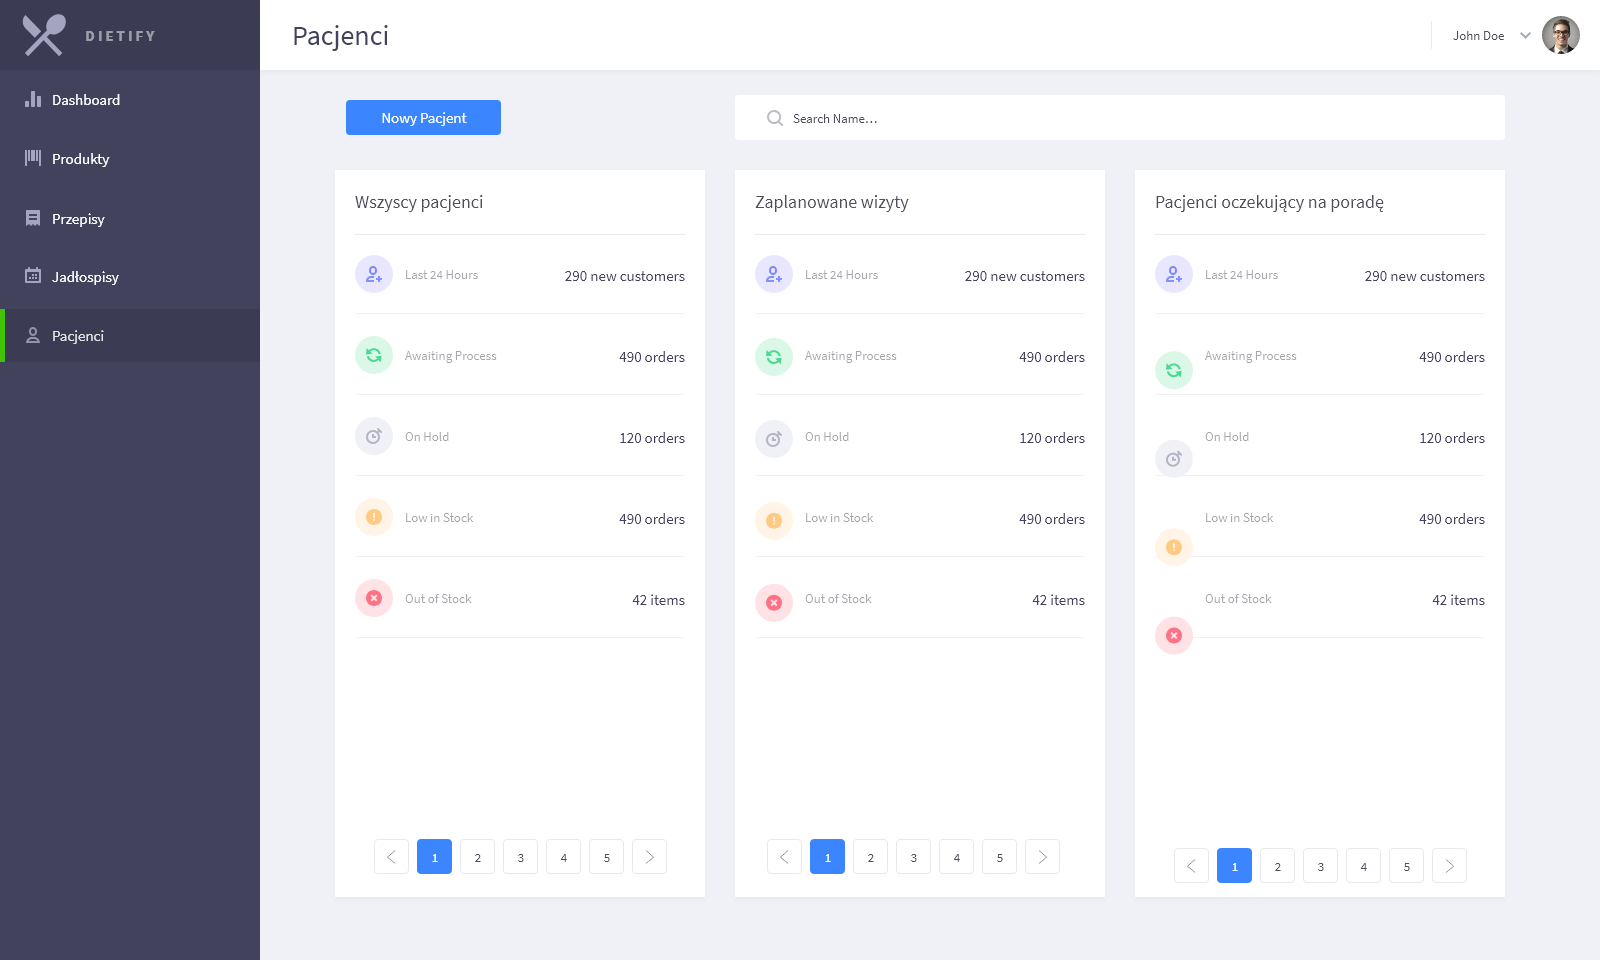 DIETIFY
Pacjenci
John Doe
Dashboard
Produkty
Przepisy
Jadłospisy
Pacjenci
Nowy Pacjent
Search Name...
Wszyscy pacjenci
Last 24 Hours 290 new customers
Awaiting Process 490 orders
On Hold 120 orders
Low in Stock 490 orders
Out of Stock 42 items
1 2 3 4 5
Zaplanowane wizyty
Last 24 Hours 290 new customers
Awaiting Process 490 orders
On Hold 120 orders
Low in Stock 490 orders
Out of Stock 42 items
1 2 3 4 5
Pacjenci oczekujący na poradę
Last 24 Hours 290 new customers
Awaiting Process 490 orders
On Hold 120 orders
Low in Stock 490 orders
Out of Stock 42 items
1 2 3 4 5